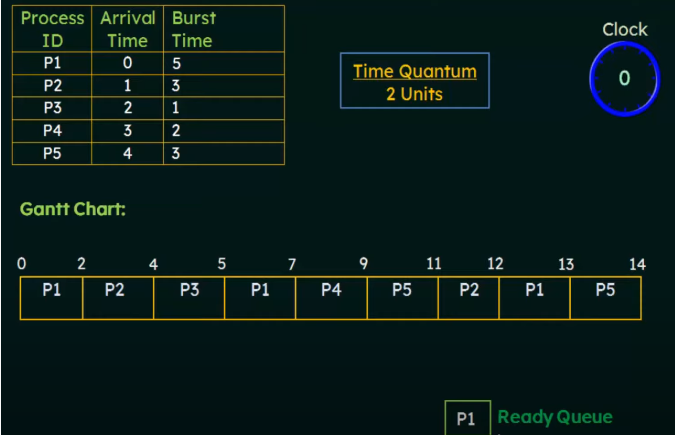 Process Arrival Burst
ID Time Time
P1 0 5
P2 1 3
P3 2 1
P4 3 2
P5 4 3
Time Quantum
2 Units
Clock
0
Gantt Chart:
0 2 4 5 7 9 11 12 13 14
P1 P2 P3 P1 P4 P5 P2 P1 P5
P1 Ready Queue